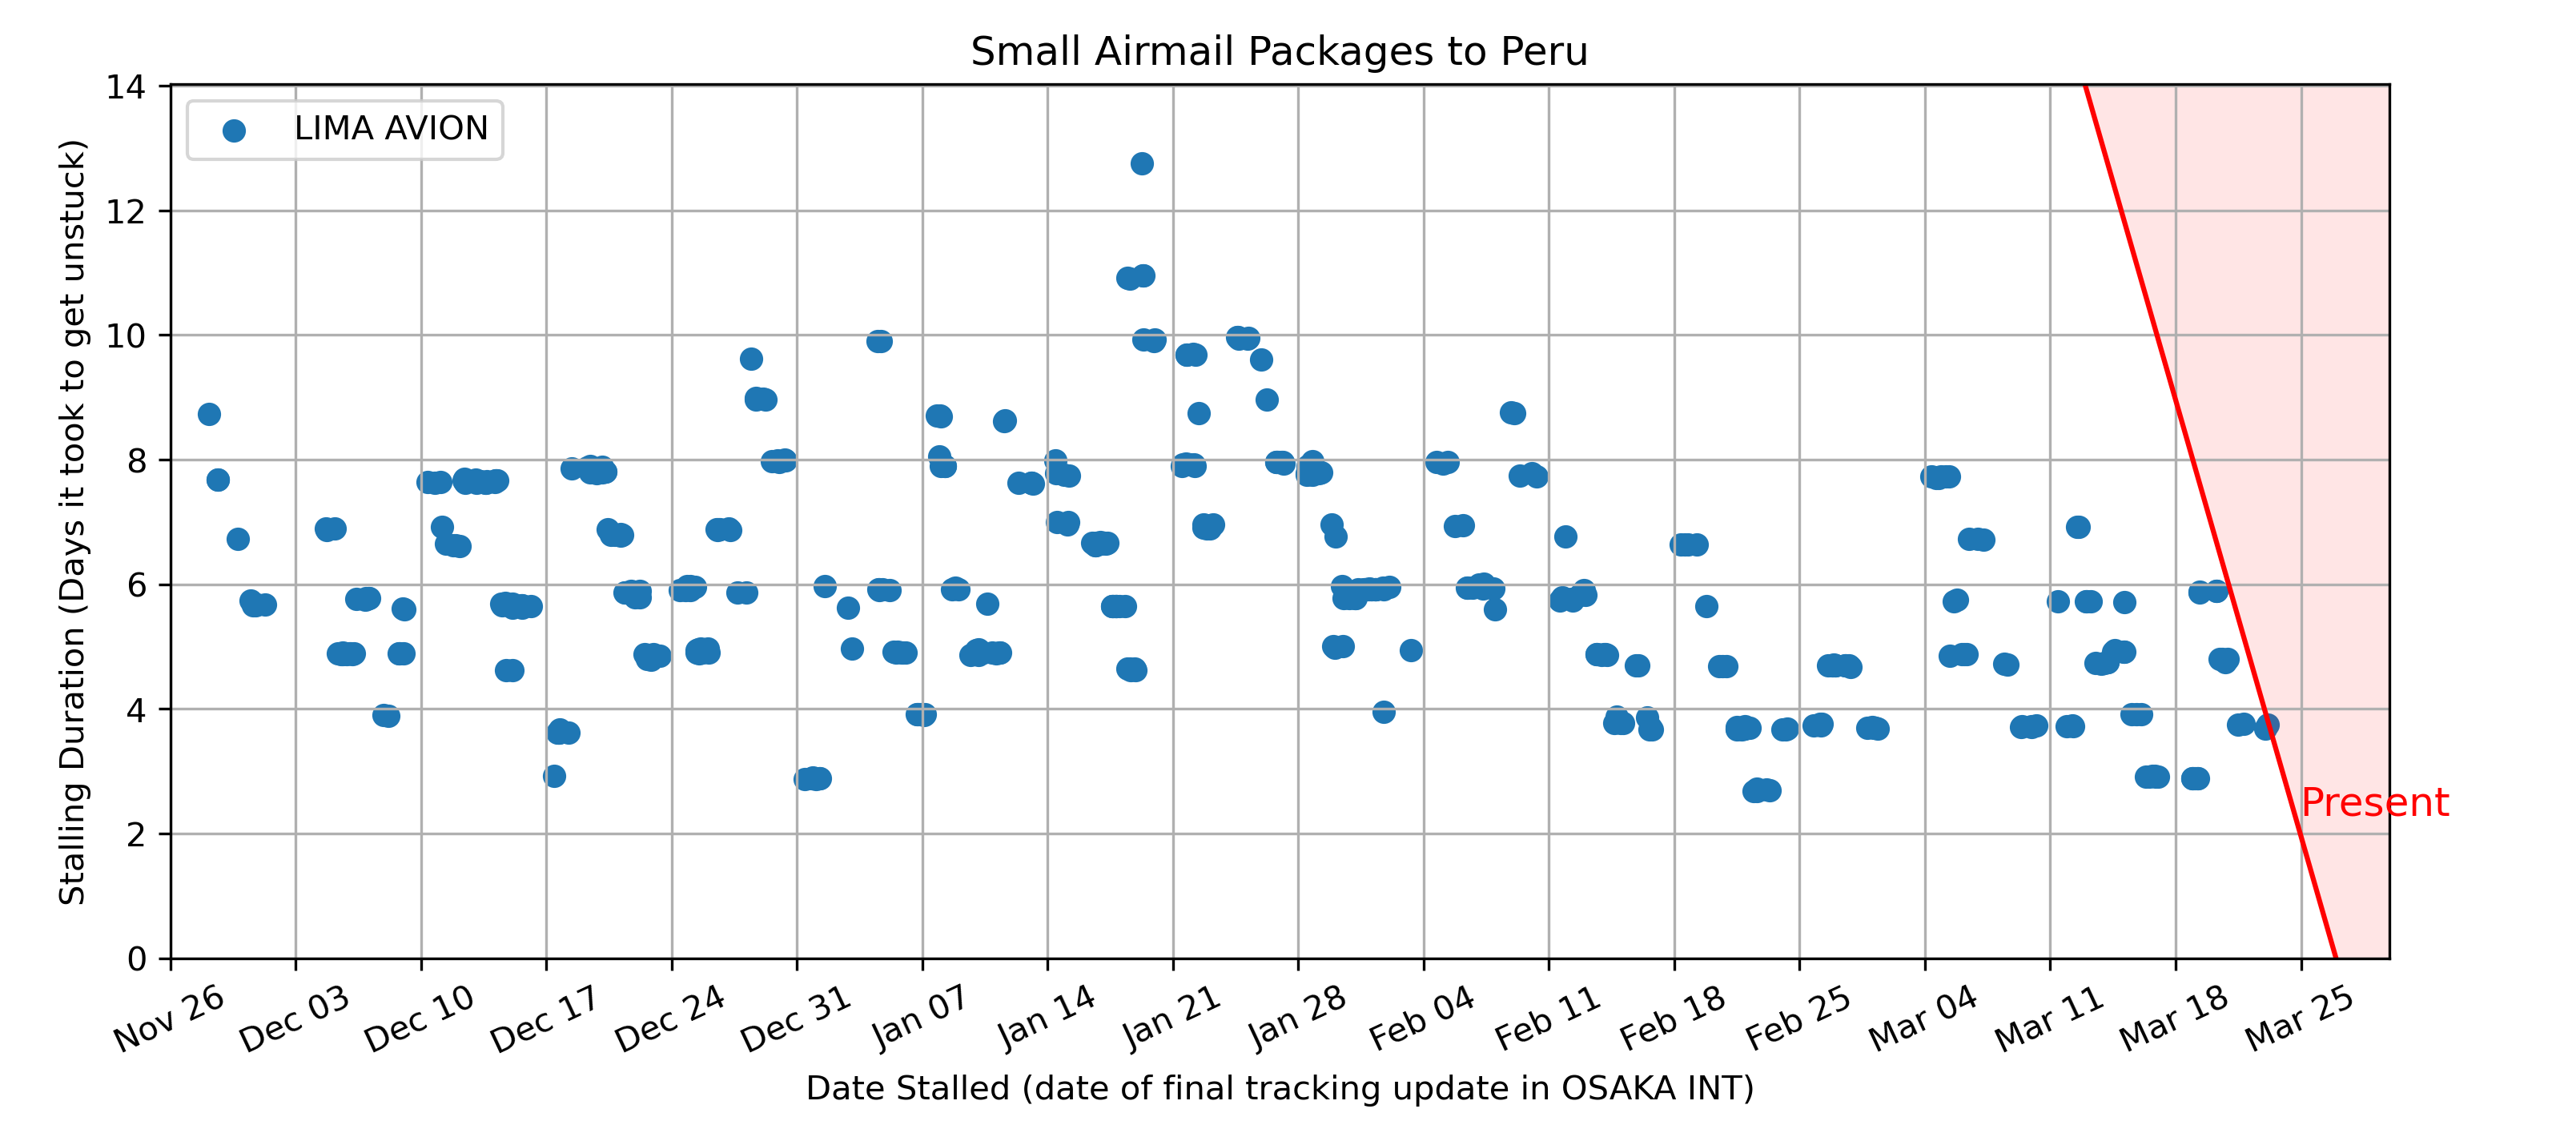 Small Airmail Packages to Peru
LIMA AVION
Stalling Duration (Days it took to get unstuck)
14
12
10
8
6
4
2
0
Present
Nov 26
Dec 03
Dec 10
Dec 17
Dec 24
Dec 31
Jan 07
Jan 14
Jan 21
Jan 28
Feb 04
Feb 11
Feb 18
Feb 25
Mar 04
Mar 11
Mar 18
Mar 25
Date Stalled (date of final tracking update in OSAKA INT)